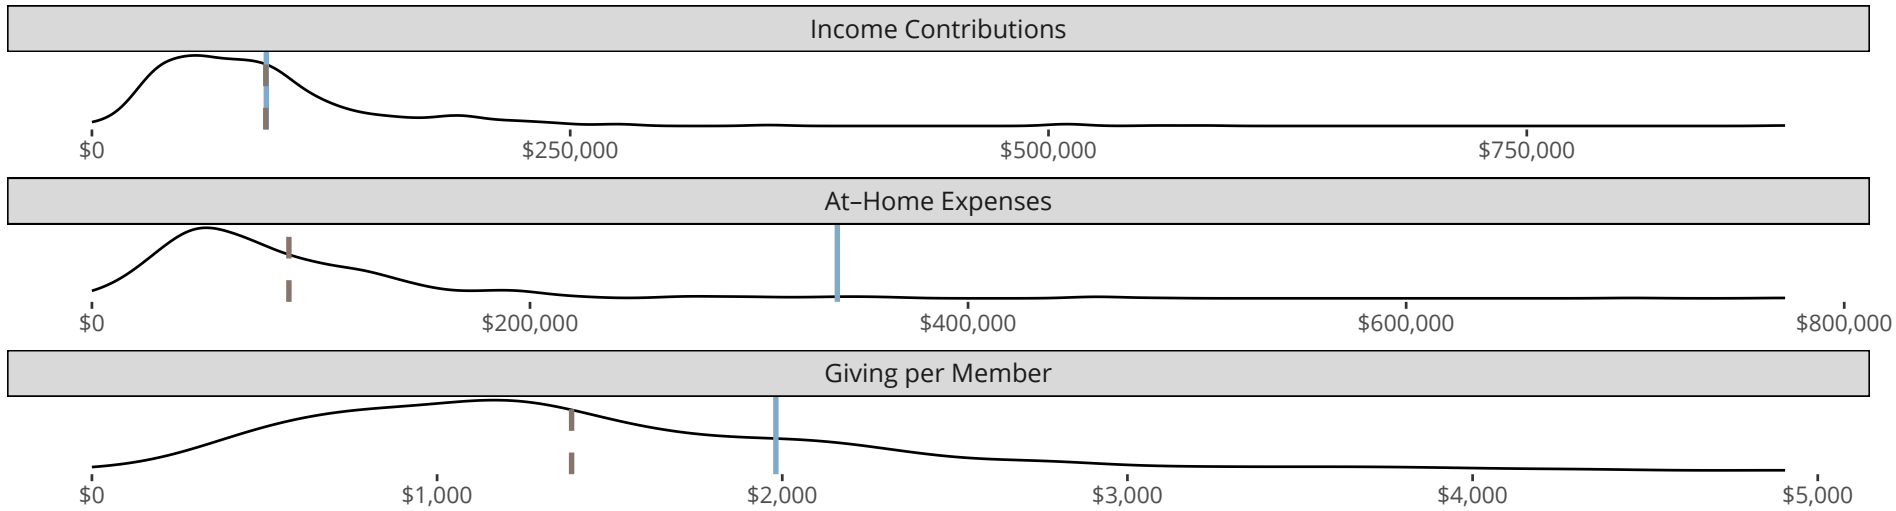 Income Contributions
$0 $250,000 $500,000 $750,000
At–Home Expenses
$0 $200,000 $400,000 $600,000 $800,000
Giving per Member
$0 $1,000 $2,000 $3,000 $4,000 $5,000